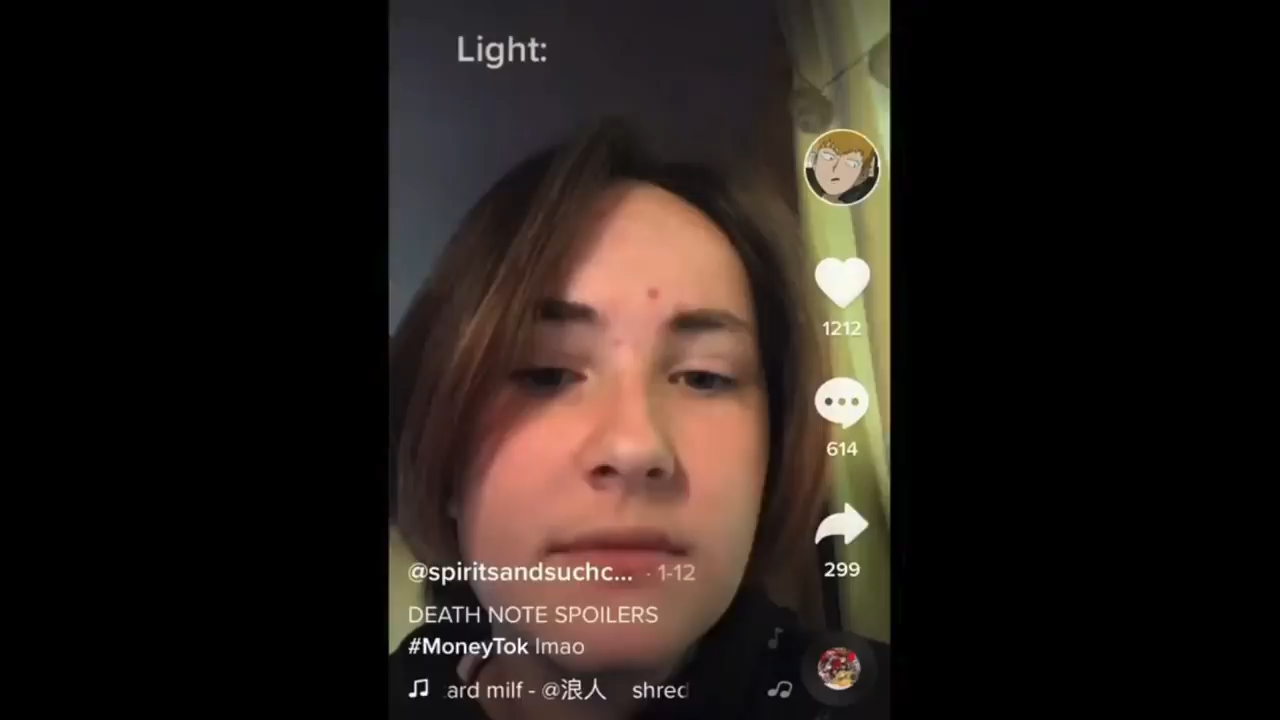 Light:
1212
614
299
@spiritsandsuchc... · 1-12
DEATH NOTE SPOILERS
#MoneyTok lmao
ard milf - @浪人 shred